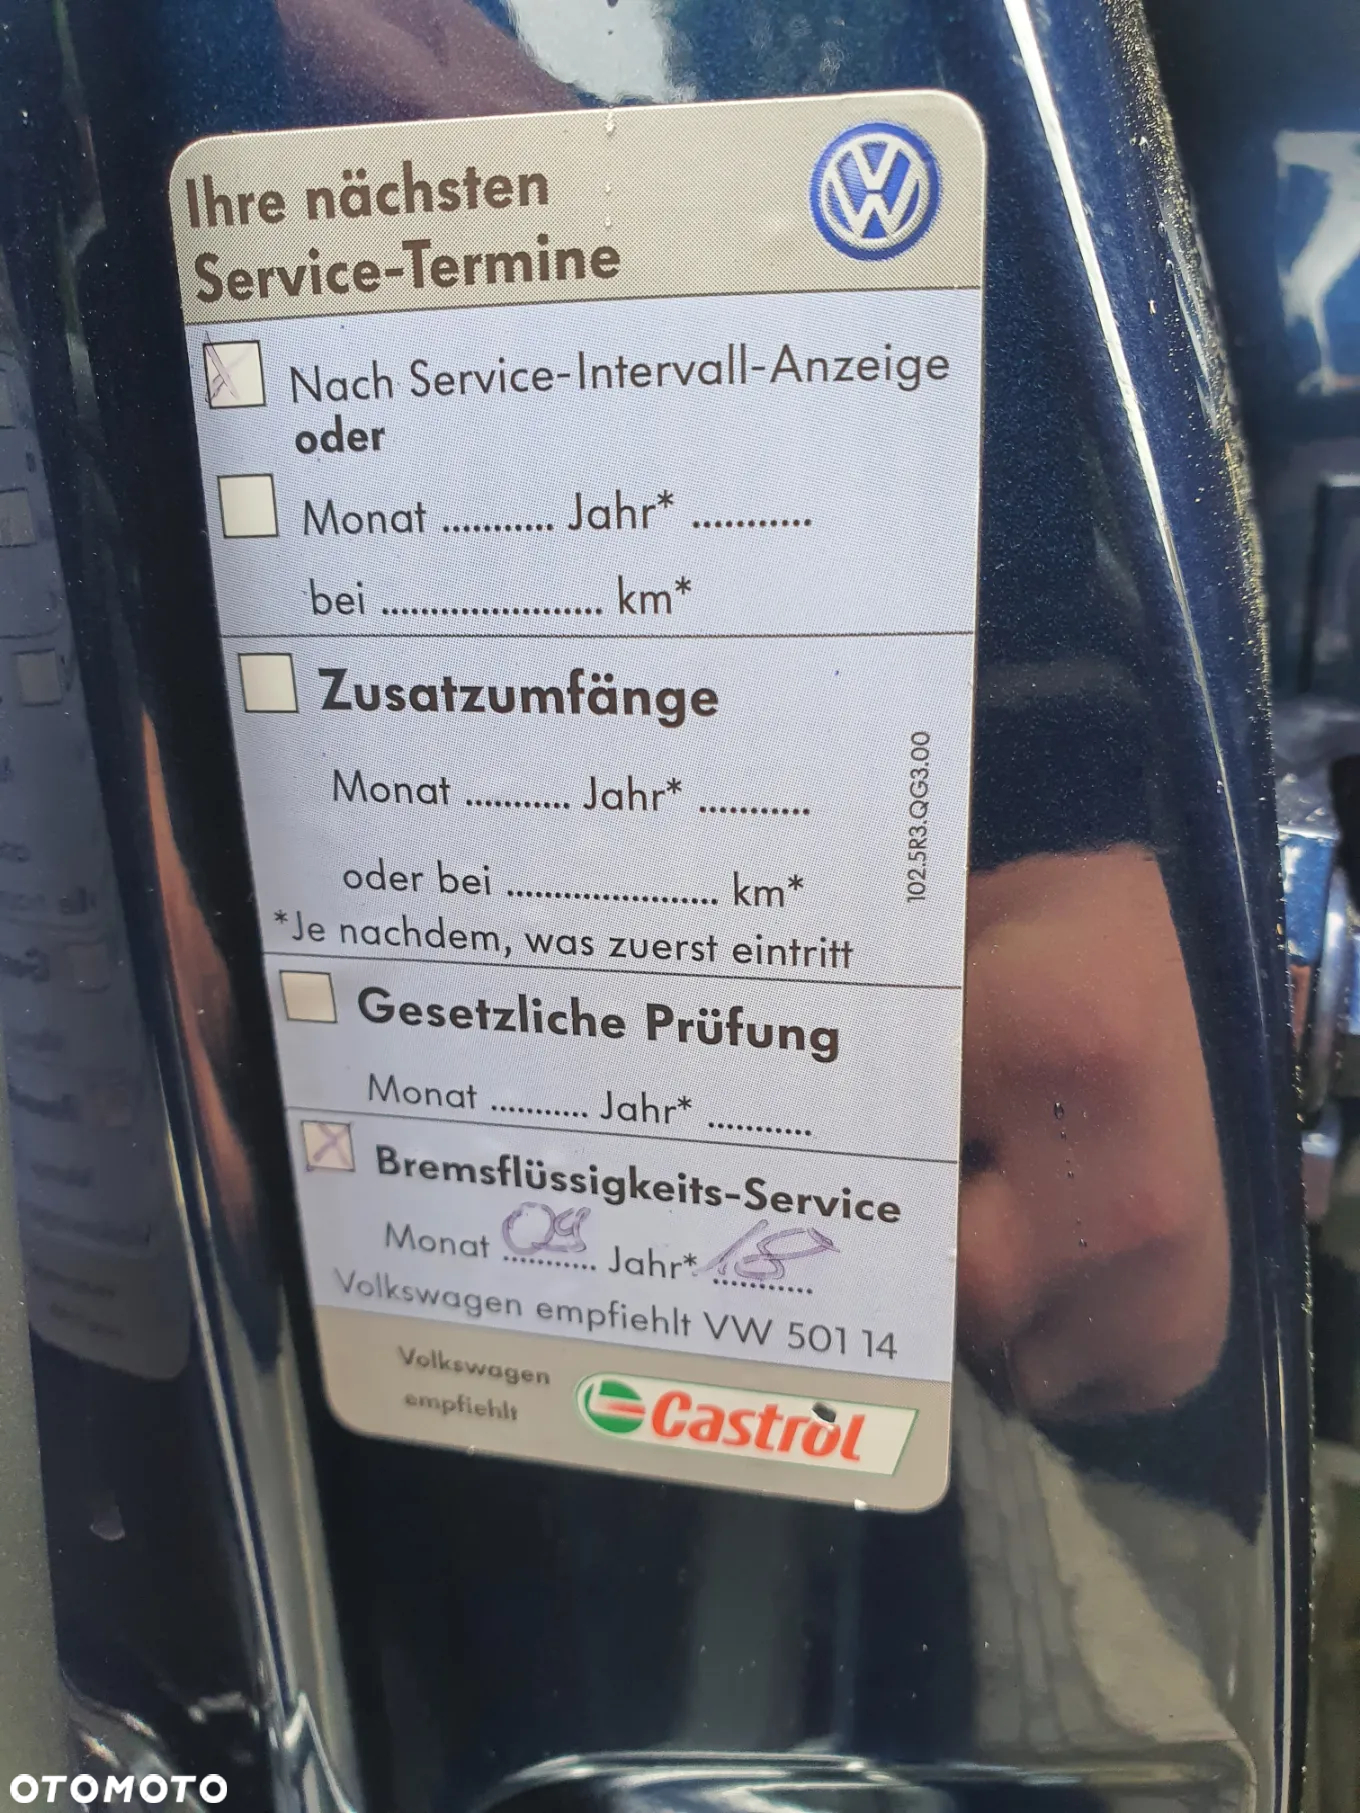 Ihre nächsten
Service-Termine
Nach Service-Intervall-Anzeige
oder
Monat ........... Jahr* ............
bei ...................... km*
Zusatzumfänge
Monat ........... Jahr* ...........
oder bei ..................... km*
*Je nachdem, was zuerst eintritt
102.5R3.QG3.00
Gesetzliche Prüfung
Monat ........... Jahr* ...........
X Bremsflüssigkeits-Service
Monat 09 Jahr* 18
Volkswagen empfiehlt VW 501 14
Volkswagen
empfiehlt
Castrol
OTOMOTO